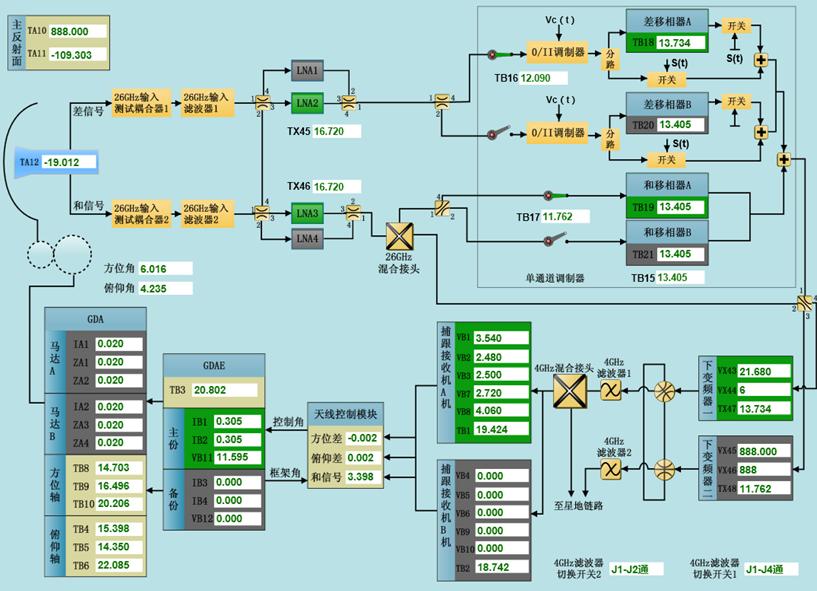 主反射面
TA10 888.000
TA11 -109.303
差信号
26GHz输入
测试耦合器1
26GHz输入
滤波器1
1 3
2 4
LNA1
LNA2
3 2
4 1
TX45 16.720
TA12 -19.012
TX46 16.720
和信号
26GHz输入
测试耦合器2
26GHz输入
滤波器2
1 3
2 4
LNA3
LNA4
3 2
4 1
26GHz
混合接头
方位角 6.016
俯仰角 4.235
Vc(t)
0/II调制器
TB16 12.090
分路
差移相器A
TB18 13.734
开关
S(t)
S(t)
开关
Vc(t)
0/II调制器
分路
差移相器B
TB20 13.405
开关
S(t)
开关
TB17 11.762
和移相器A
TB19 13.405
和移相器B
TB21 13.405
单通道调制器
TB15 13.405
GDA
马达A
IA1 0.020
ZA1 0.020
ZA2 0.020
马达B
IA2 0.020
ZA3 0.020
ZA4 0.020
方位轴
TB8 14.703
TB9 16.496
TB10 20.206
俯仰轴
TB4 15.398
TB5 14.350
TB6 22.085
GDAE
TB3 20.802
主份
IB1 0.305
IB2 0.305
VB11 11.595
备份
IB3 0.000
IB4 0.000
VB12 0.000
控制角
框架角
天线控制模块
方位差 -0.002
俯仰差 0.002
和信号 3.398
捕跟接收机A机
VB1 3.540
VB2 2.480
VB3 2.500
VB7 2.720
VB8 4.060
TB1 19.424
捕跟接收机B机
VB4 0.000
VB5 0.000
VB6 0.000
VB9 0.000
VB10 0.000
TB2 18.742
4GHz混合接头
至星地链路
4GHz
滤波器1
4GHz
滤波器2
下变频器一
VX43 21.680
VX44 6
VX47 13.734
下变频器二
VX45 888.000
VX46 888
VX48 11.762
4GHz滤波器
切换开关2 J1-J2通
4GHz滤波器
切换开关1 J1-J4通